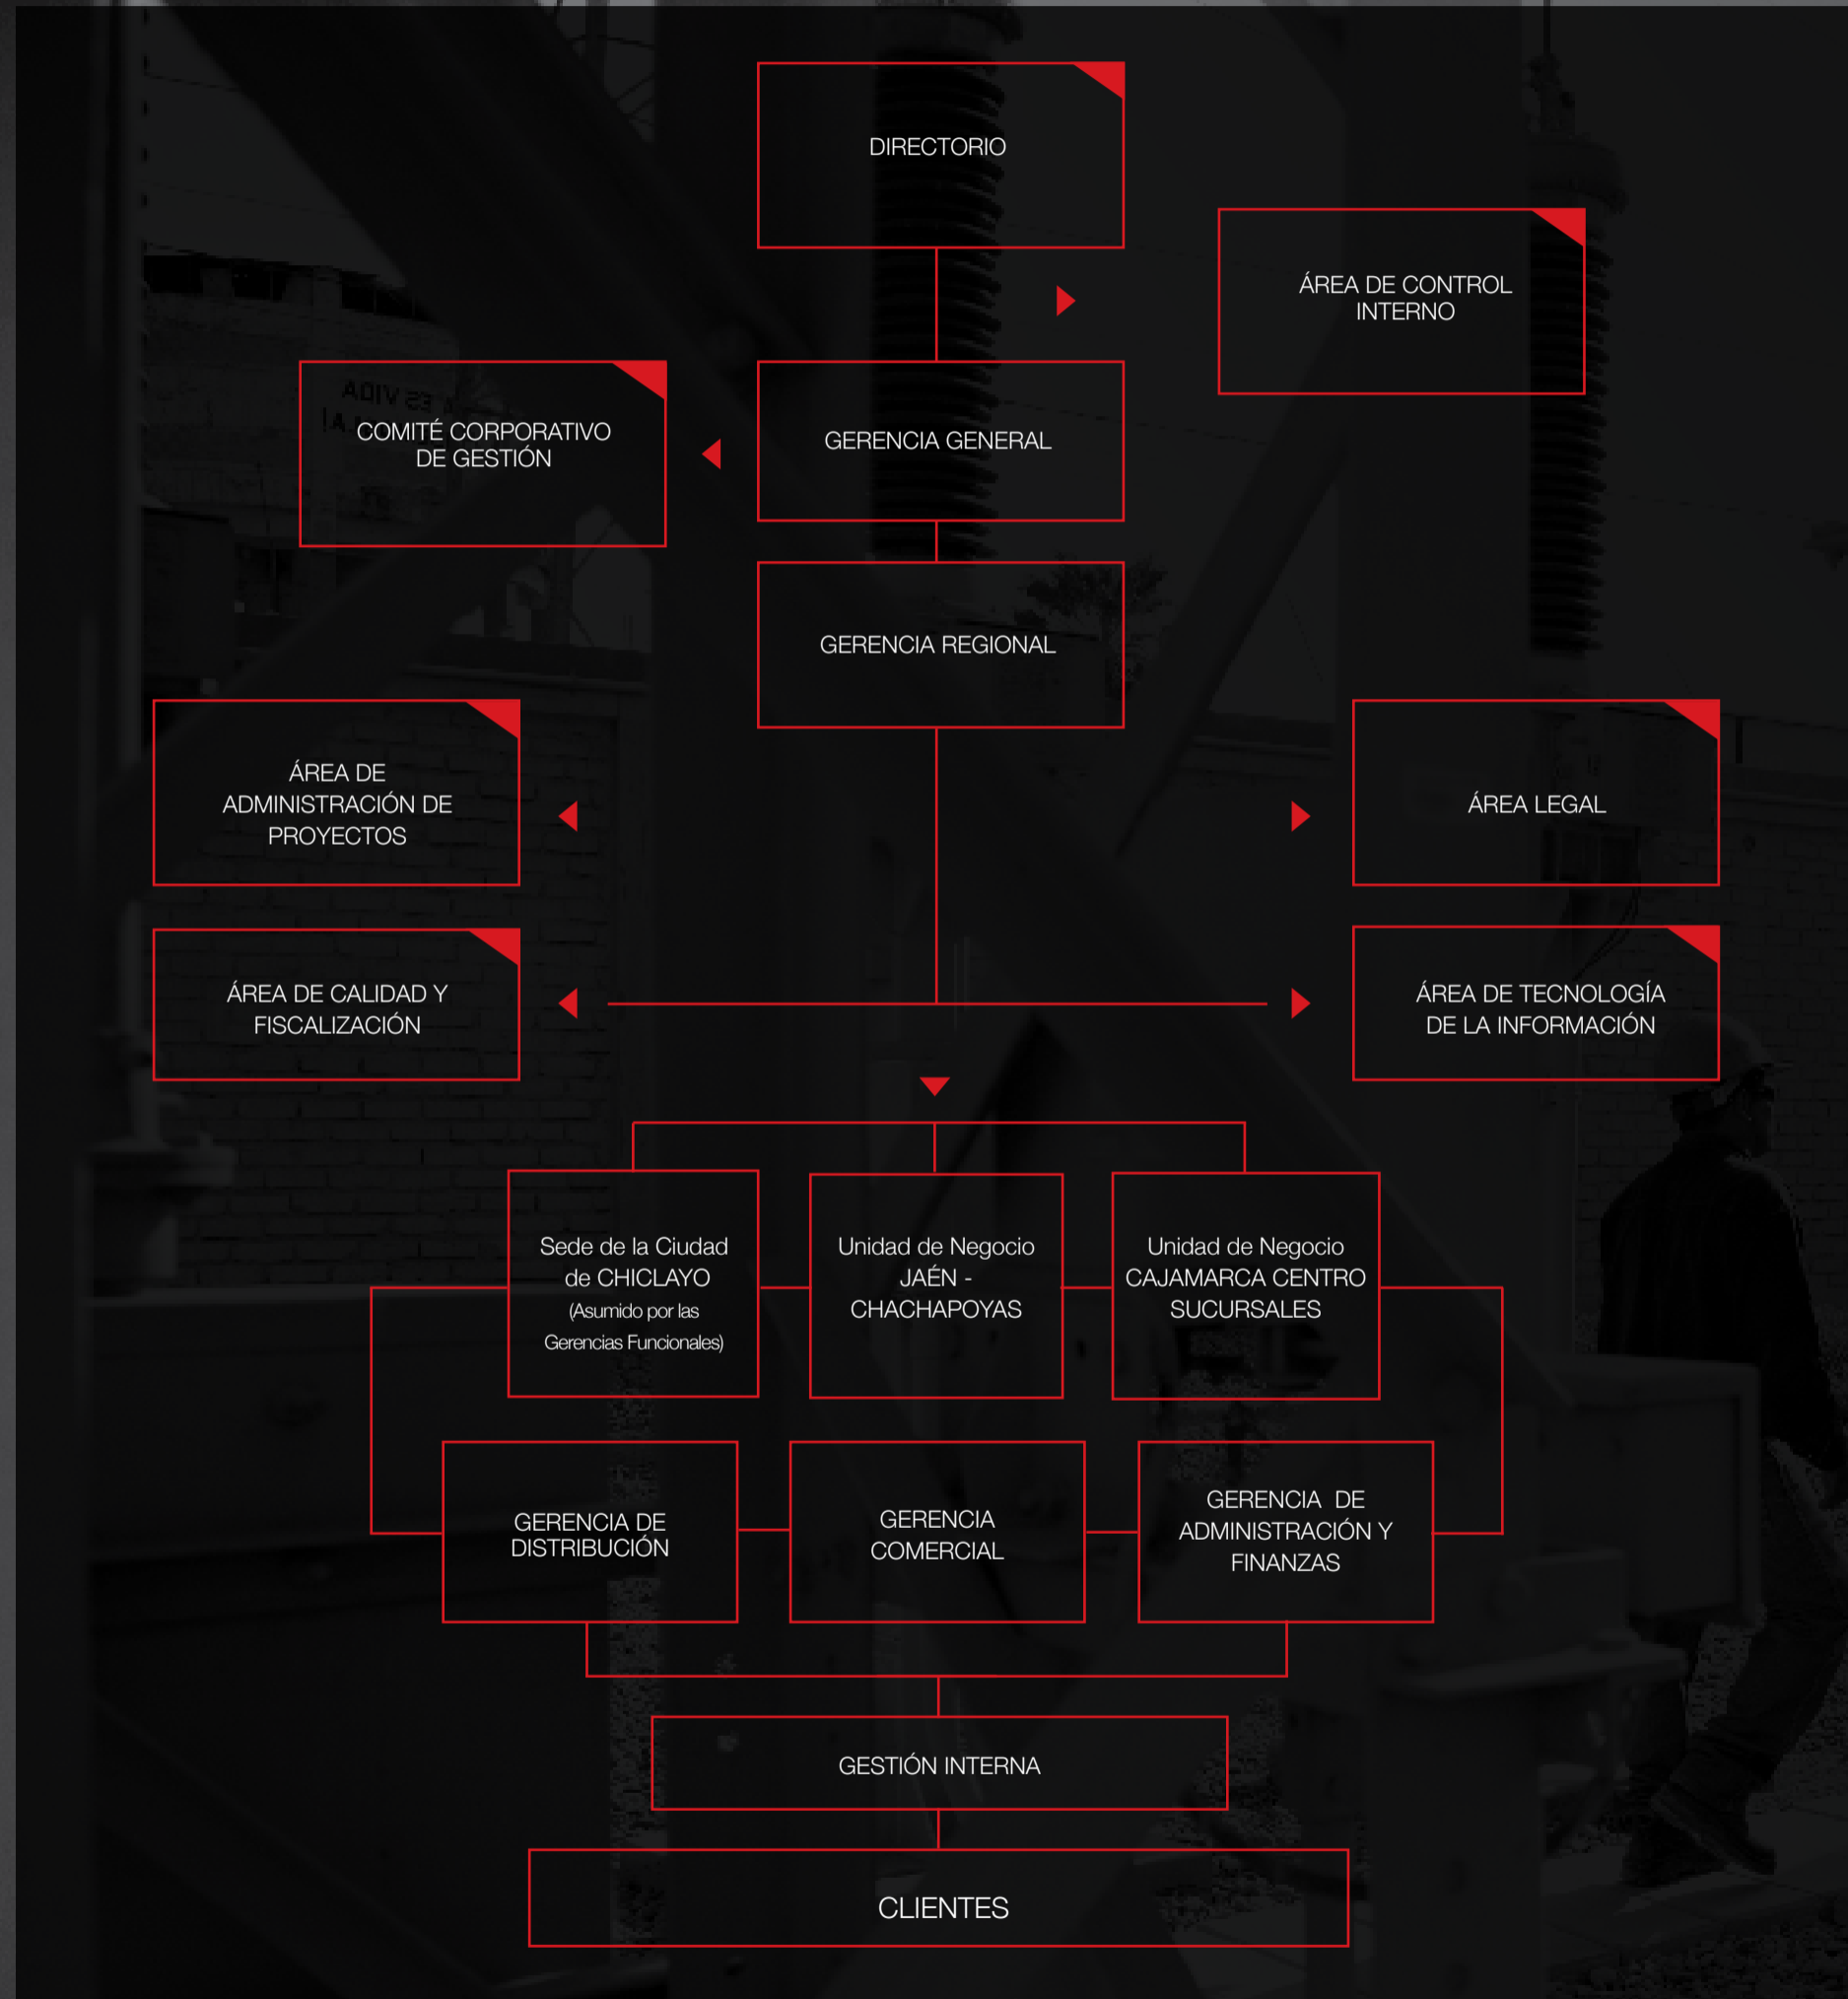 DIRECTORIO
ÁREA DE CONTROL
INTERNO
COMITÉ CORPORATIVO
DE GESTIÓN
GERENCIA GENERAL
GERENCIA REGIONAL
ÁREA DE
ADMINISTRACIÓN DE
PROYECTOS
ÁREA LEGAL
ÁREA DE CALIDAD Y
FISCALIZACIÓN
ÁREA DE TECNOLOGÍA
DE LA INFORMACIÓN
Sede de la Ciudad
de CHICLAYO
(Asumido por las
Gerencias Funcionales)
Unidad de Negocio
JAÉN -
CHACHAPOYAS
Unidad de Negocio
CAJAMARCA CENTRO
SUCURSALES
GERENCIA DE
DISTRIBUCIÓN
GERENCIA
COMERCIAL
GERENCIA DE
ADMINISTRACIÓN Y
FINANZAS
GESTIÓN INTERNA
CLIENTES